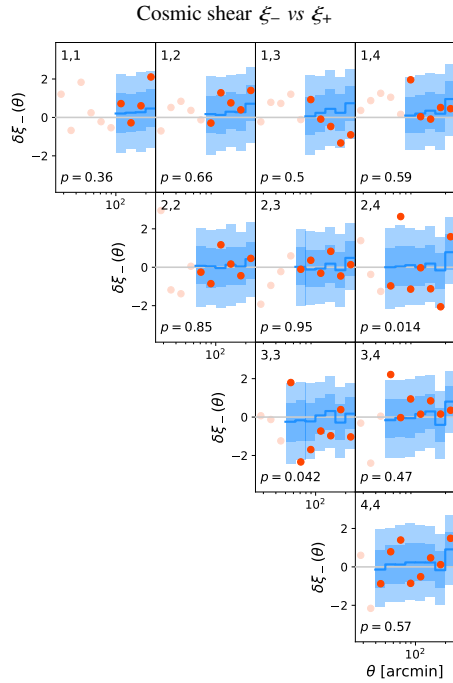 Cosmic shear ξ− vs ξ+
1,1 1,2 1,3 1,4
δξ−(θ) 2 0 −2
p = 0.36 p = 0.66 p = 0.5 p = 0.59
10²
2,2 2,3 2,4
δξ−(θ) 2 0 −2
p = 0.85 p = 0.95 p = 0.014
10²
3,3 3,4
δξ−(θ) 2 0 −2
p = 0.042 p = 0.47
10²
4,4
δξ−(θ) 2 0 −2
p = 0.57
10²
θ [arcmin]